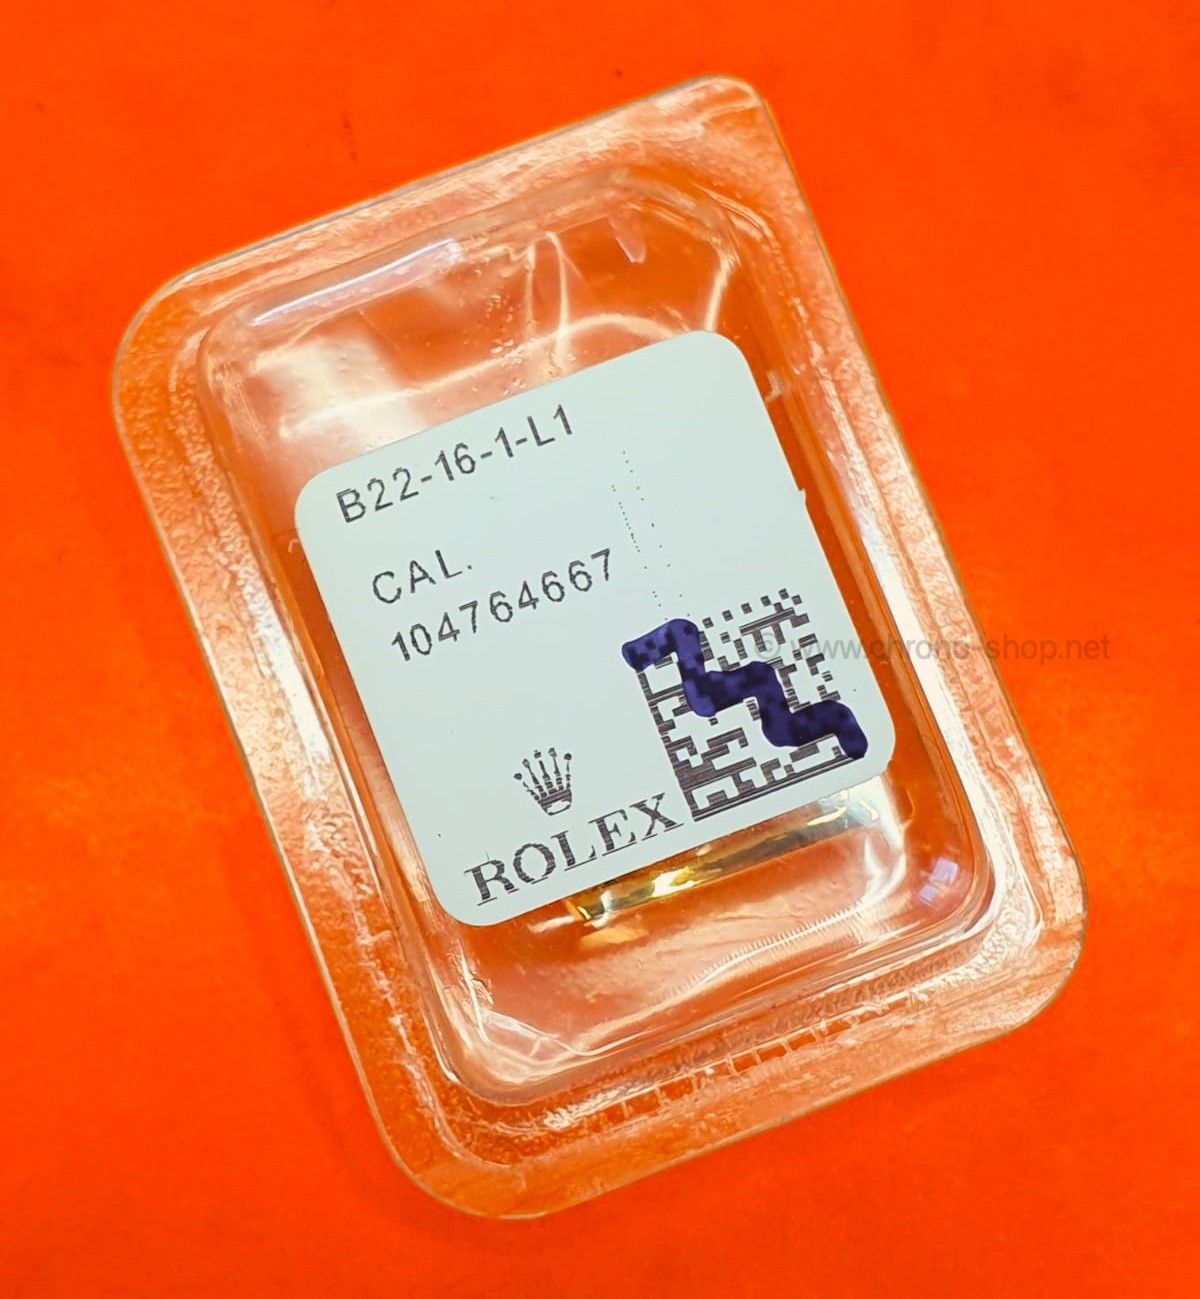 B22-16-1-L1
CAL.
104764667
ROLEX
© www.chrono-shop.net